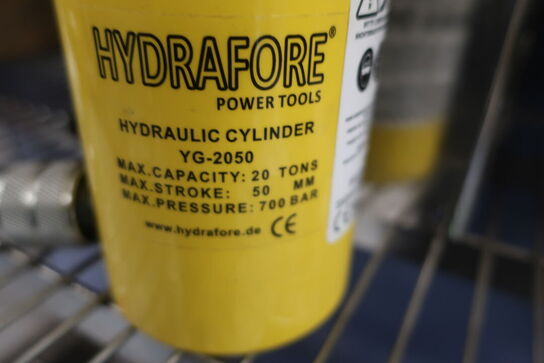 HYDRAFORE®
POWER TOOLS
HYDRAULIC CYLINDER
YG-2050
MAX.CAPACITY: 20 TONS
MAX.STROKE: 50 MM
MAX.PRESSURE: 700 BAR
www.hydrafore.de CE